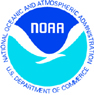 NATIONAL OCEANIC AND ATMOSPHERIC ADMINISTRATION
NOAA
U.S. DEPARTMENT OF COMMERCE